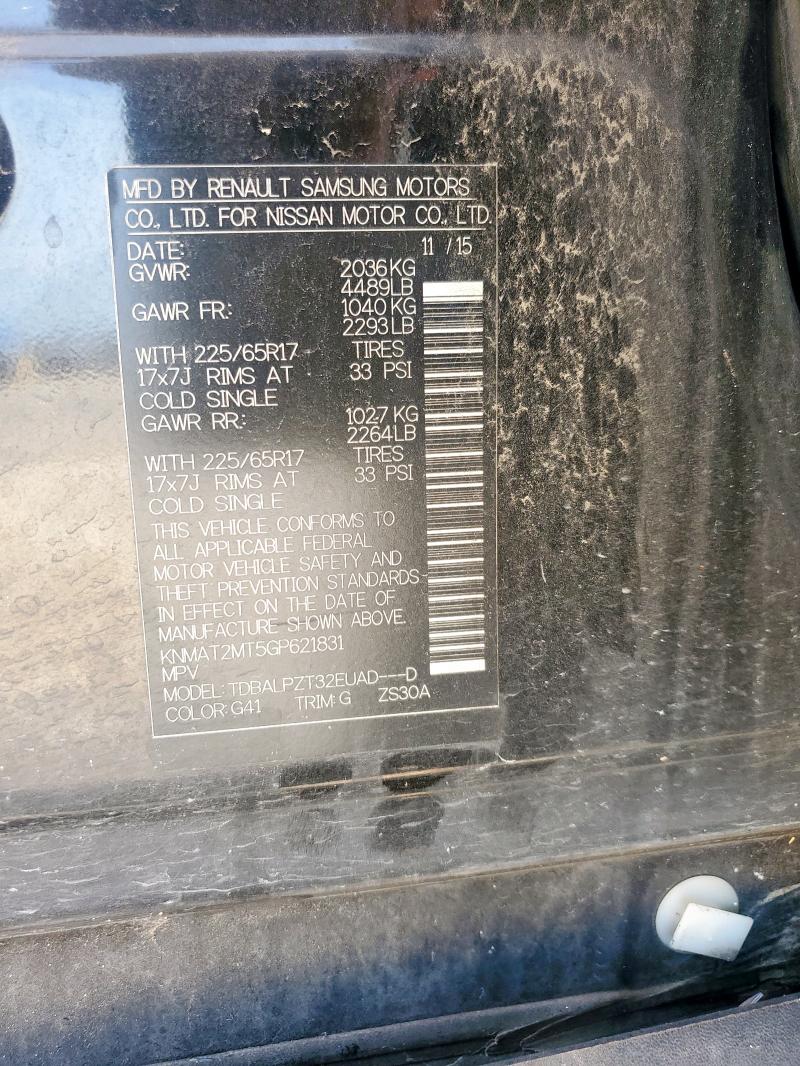 MFD BY RENAULT SAMSUNG MOTORS
CO., LTD. FOR NISSAN MOTOR CO., LTD.
DATE: 11 / 15
GVWR: 2036 KG
4489LB
GAWR FR: 1040 KG
2293 LB
WITH 225/65R17 TIRES
17x7J RIMS AT 33 PSI
COLD SINGLE
GAWR RR: 1027 KG
2264LB
WITH 225/65R17 TIRES
17x7J RIMS AT 33 PSI
COLD SINGLE
THIS VEHICLE CONFORMS TO
ALL APPLICABLE FEDERAL
MOTOR VEHICLE SAFETY AND
THEFT PREVENTION STANDARDS
IN EFFECT ON THE DATE OF
MANUFACTURE SHOWN ABOVE.
KNMAT2MT5GP621831
MPV
MODEL: TDBALPZT32EUAD---D
COLOR: G41 TRIM: G ZS30A